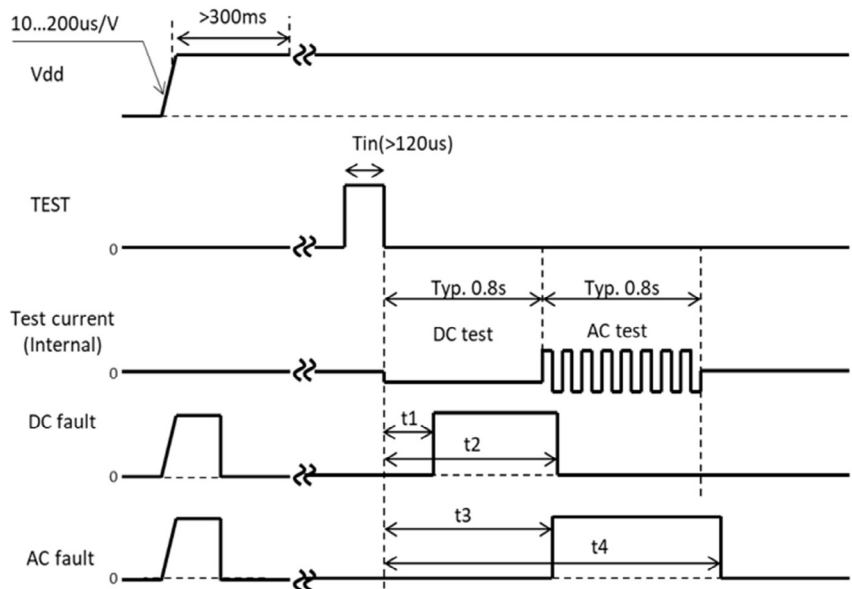 10...200us/V
>300ms
Vdd
Tin(>120us)
TEST
0
Typ. 0.8s
Typ. 0.8s
Test current
(Internal)
DC test
AC test
0
DC fault
t1
t2
0
t3
AC fault
t4
0